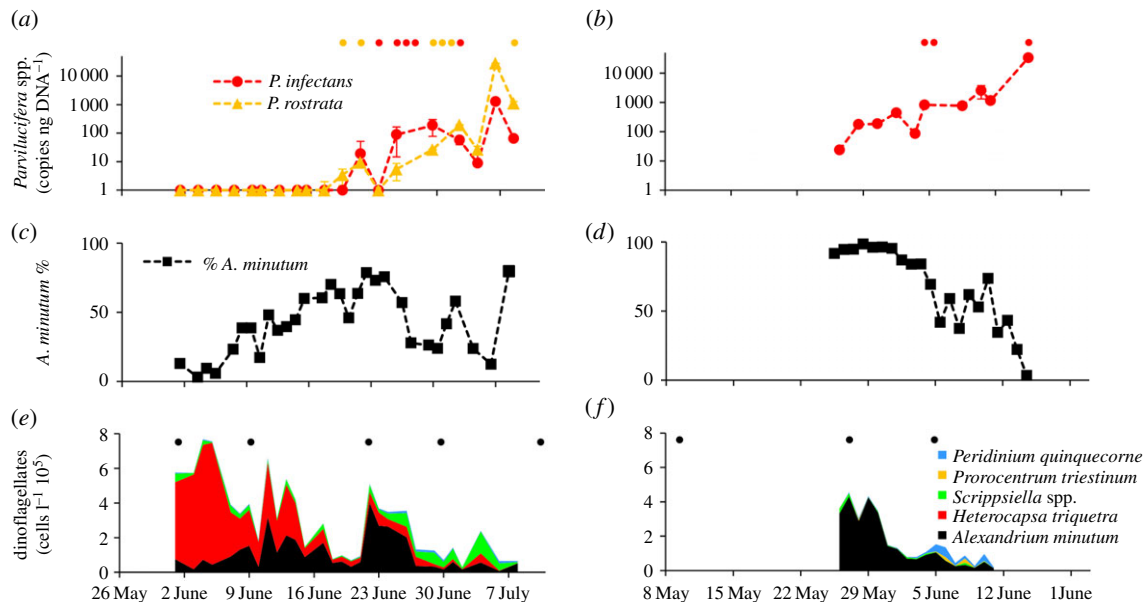 (a)
Parvilucifera spp.
(copies ng DNA−1)
10 000
1000
100
10
1
P. infectans
P. rostrata
(b)
10 000
1000
100
10
1
(c)
A. minutum %
100
50
0
% A. minutum
(d)
100
50
0
(e)
dinoflagellates
(cells l−1 10^5)
8
6
4
2
0
26 May 2 June 9 June 16 June 23 June 30 June 7 July
(f)
8
6
4
2
0
Peridinium quinquecorne
Prorocentrum triestinum
Scrippsiella spp.
Heterocapsa triquetra
Alexandrium minutum
8 May 15 May 22 May 29 May 5 June 12 June 1June